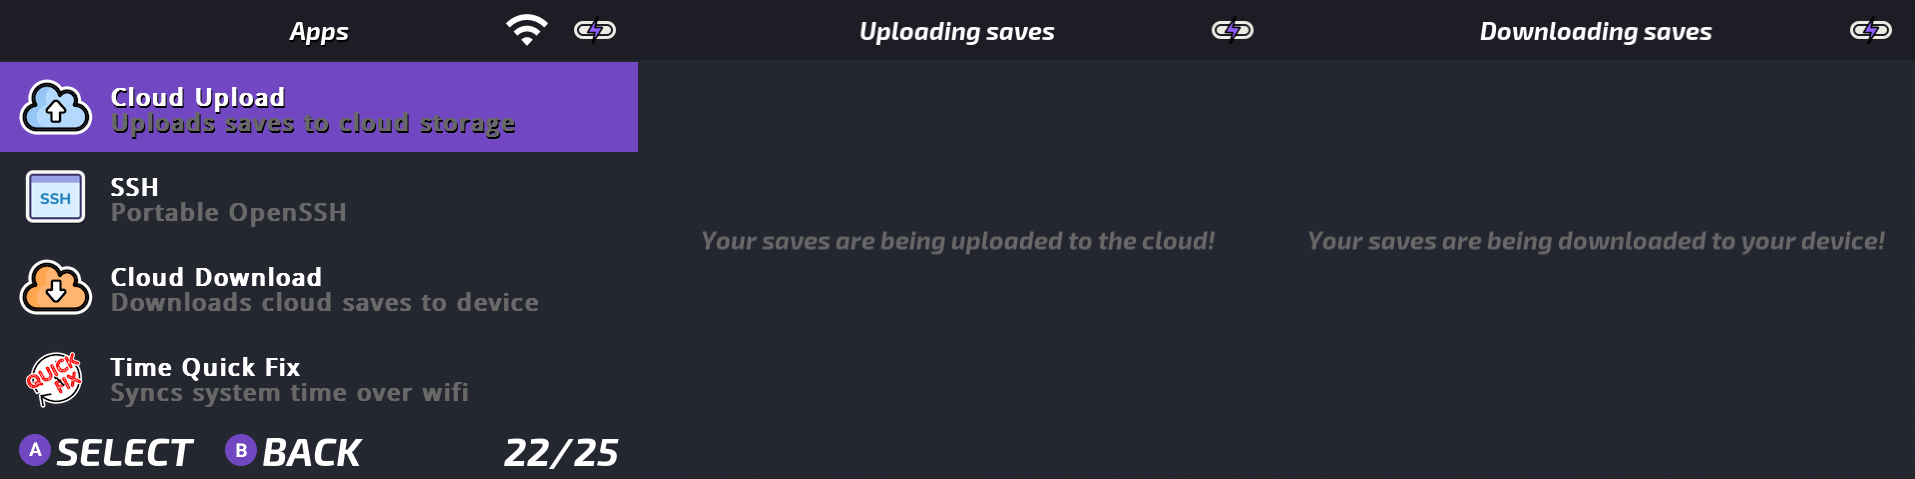 Apps
Cloud Upload
Uploads saves to cloud storage
SSH
SSH
Portable OpenSSH
Cloud Download
Downloads cloud saves to device
QUICK FIX
Time Quick Fix
Syncs system time over wifi
A SELECT B BACK 22/25
Uploading saves
Your saves are being uploaded to the cloud!
Downloading saves
Your saves are being downloaded to your device!